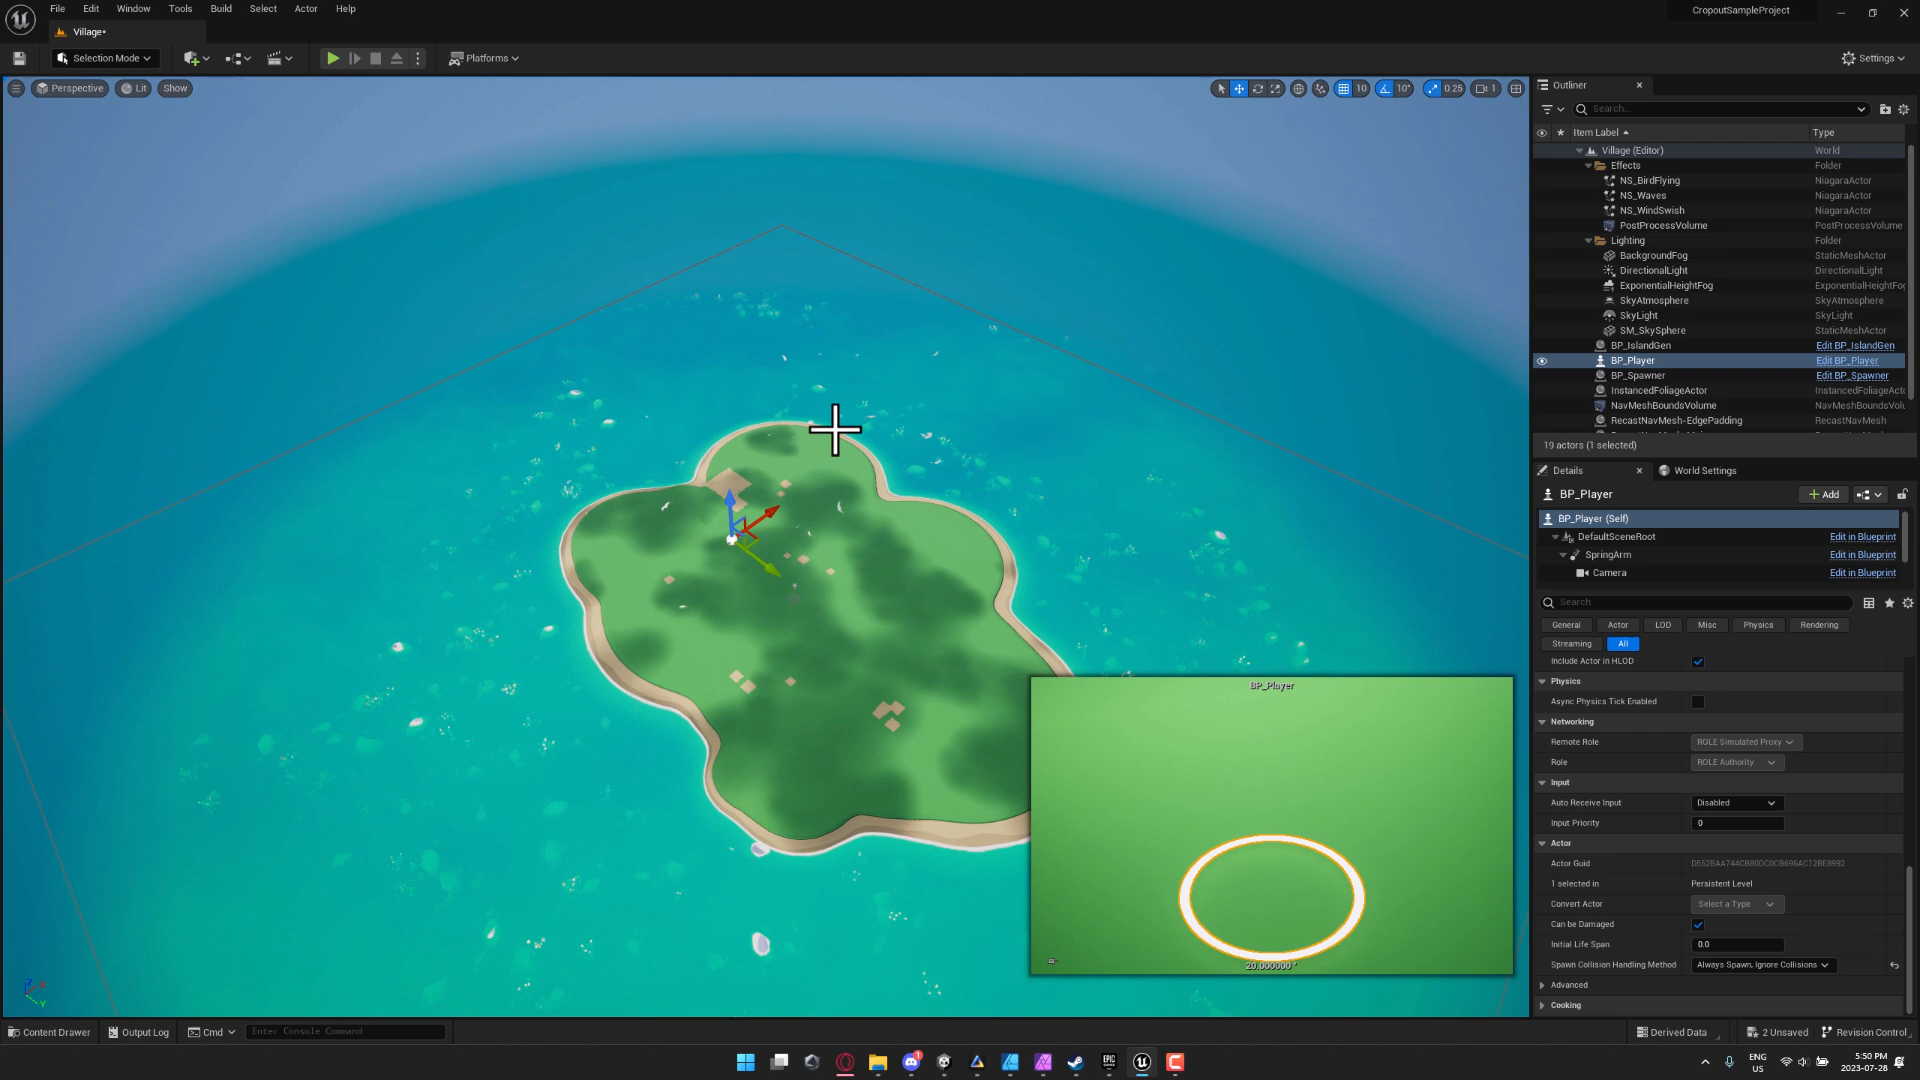 File Edit Window Tools Build Select Actor Help
CropoutSampleProject
Village•
Selection Mode
Platforms
Settings
Perspective
Lit
Show
10
10°
0.25
1
Outliner
Search...
Item Label
Type
Village (Editor) World
Effects Folder
NS_BirdFlying NiagaraActor
NS_Waves NiagaraActor
NS_WindSwish NiagaraActor
PostProcessVolume PostProcessVolume
Lighting Folder
BackgroundFog StaticMeshActor
DirectionalLight DirectionalLight
ExponentialHeightFog ExponentialHeightFog
SkyAtmosphere SkyAtmosphere
SkyLight SkyLight
SM_SkySphere StaticMeshActor
BP_IslandGen Edit BP_IslandGen
BP_Player Edit BP_Player
BP_Spawner Edit BP_Spawner
InstancedFoliageActor InstancedFoliageActo
NavMeshBoundsVolume NavMeshBoundsVolu
RecastNavMesh-EdgePadding RecastNavMesh
19 actors (1 selected)
Details
World Settings
BP_Player
Add
BP_Player (Self)
DefaultSceneRoot Edit in Blueprint
SpringArm Edit in Blueprint
Camera Edit in Blueprint
Search
General Actor LOD Misc Physics Rendering
Streaming All
Include Actor in HLOD
Physics
Async Physics Tick Enabled
Networking
Remote Role ROLE Simulated Proxy
Role ROLE Authority
Input
Auto Receive Input Disabled
Input Priority 0
Actor
Actor Guid
1 selected in Persistent Level
Convert Actor Select a Type
Can be Damaged
Initial Life Span 0.0
Spawn Collision Handling Method Always Spawn, Ignore Collisions
Advanced
Cooking
BP_Player
20.000000 °
Z X Y
Content Drawer
Output Log
Cmd
Enter Console Command
Derived Data
2 Unsaved
Revision Control
1
EPIC
ENG
US
5:50 PM
2023-07-28